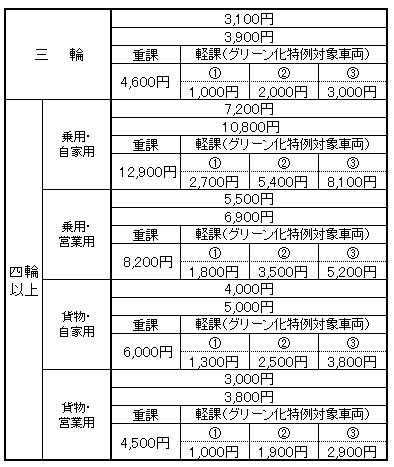 三　輪
3,100円
3,900円
重課 軽課(グリーン化特例対象車両)
① ② ③
4,600円 1,000円 2,000円 3,000円
四輪以上
乗用・
自家用
7,200円
10,800円
重課 軽課(グリーン化特例対象車両)
① ② ③
12,900円 2,700円 5,400円 8,100円
乗用・
営業用
5,500円
6,900円
重課 軽課(グリーン化特例対象車両)
① ② ③
8,200円 1,800円 3,500円 5,200円
貨物・
自家用
4,000円
5,000円
重課 軽課(グリーン化特例対象車両)
① ② ③
6,000円 1,300円 2,500円 3,800円
貨物・
営業用
3,000円
3,800円
重課 軽課(グリーン化特例対象車両)
① ② ③
4,500円 1,000円 1,900円 2,900円